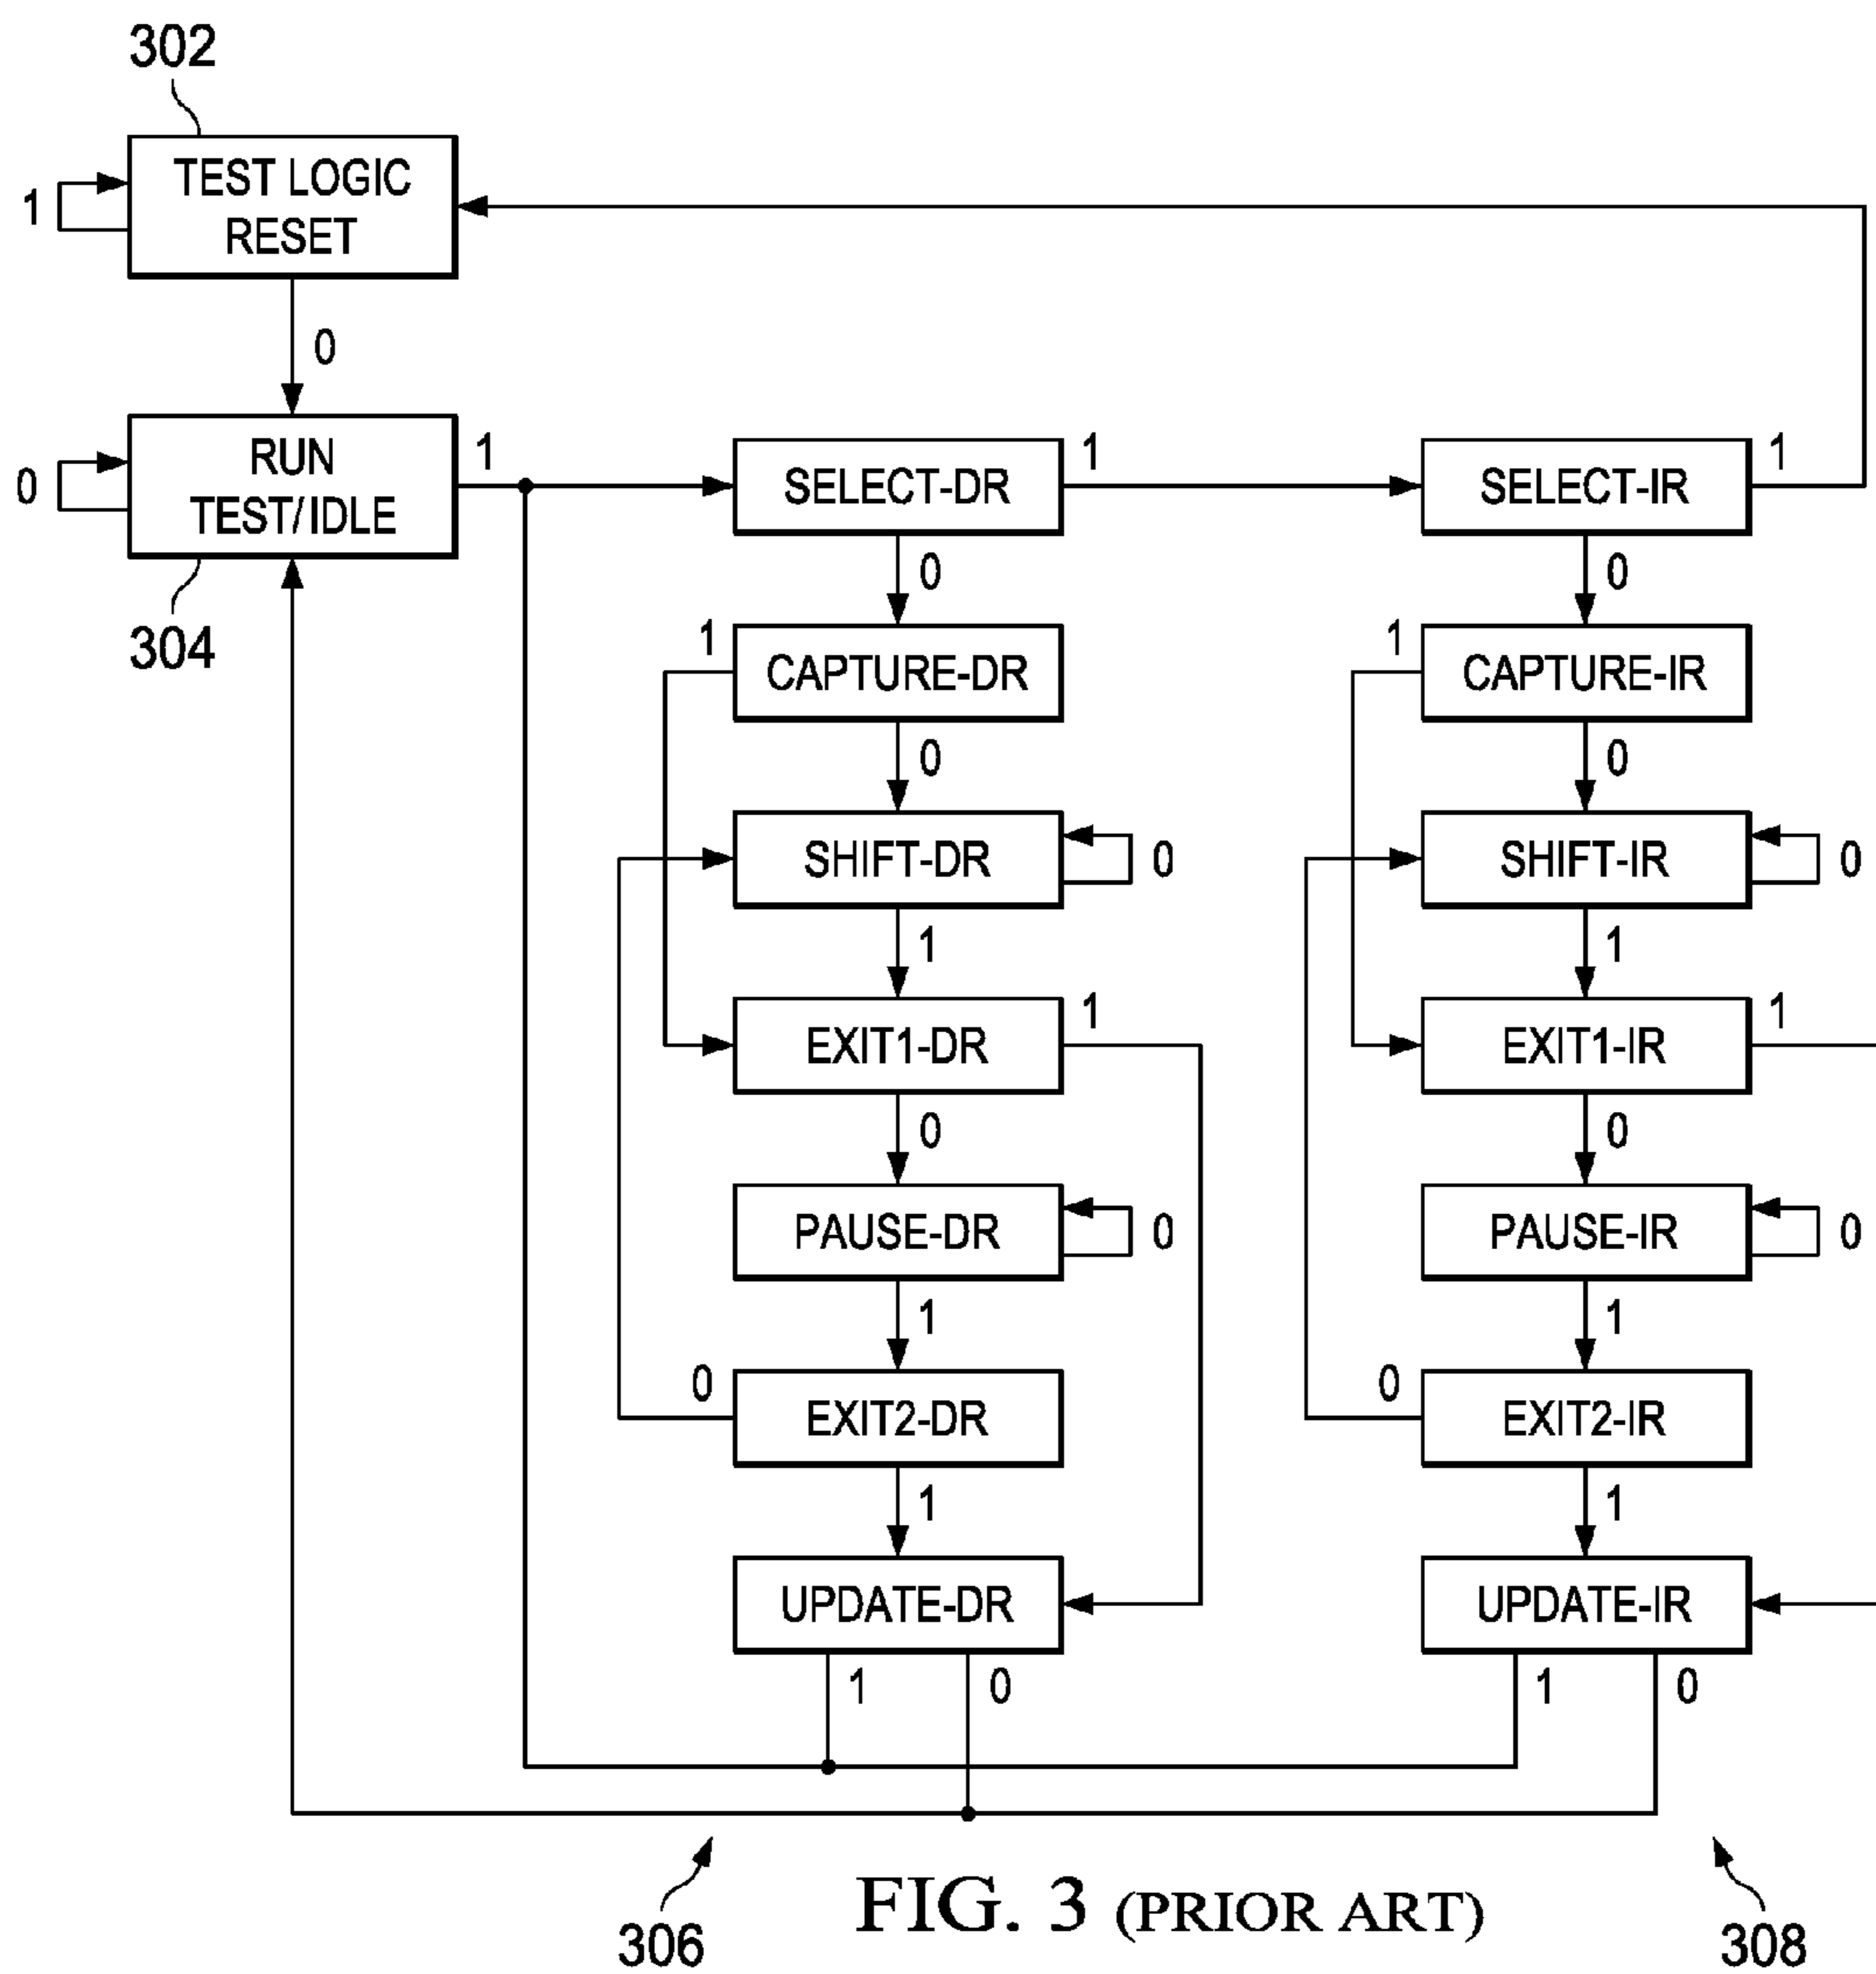 302
TEST LOGIC
RESET
1
0
RUN
TEST/IDLE
0
1
304
SELECT-DR
1
SELECT-IR
1
0
0
1
CAPTURE-DR
1
CAPTURE-IR
0
0
SHIFT-DR
0
SHIFT-IR
0
1
1
EXIT1-DR
1
EXIT1-IR
1
0
0
PAUSE-DR
0
PAUSE-IR
0
1
1
0
EXIT2-DR
0
EXIT2-IR
1
1
UPDATE-DR
UPDATE-IR
1
0
1
0
306
FIG. 3 (PRIOR ART)
308